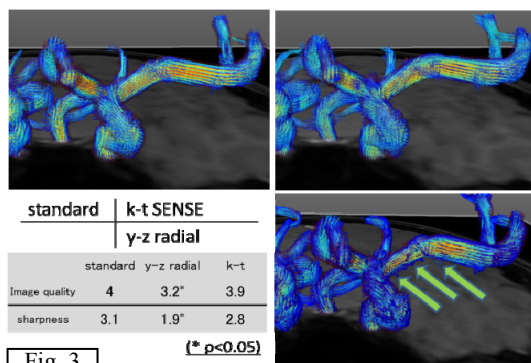 standard k-t SENSE
y-z radial
standard y-z radial k-t
Image quality 4 3.2* 3.9
sharpness 3.1 1.9* 2.8
(* p<0.05)
Fig. 3